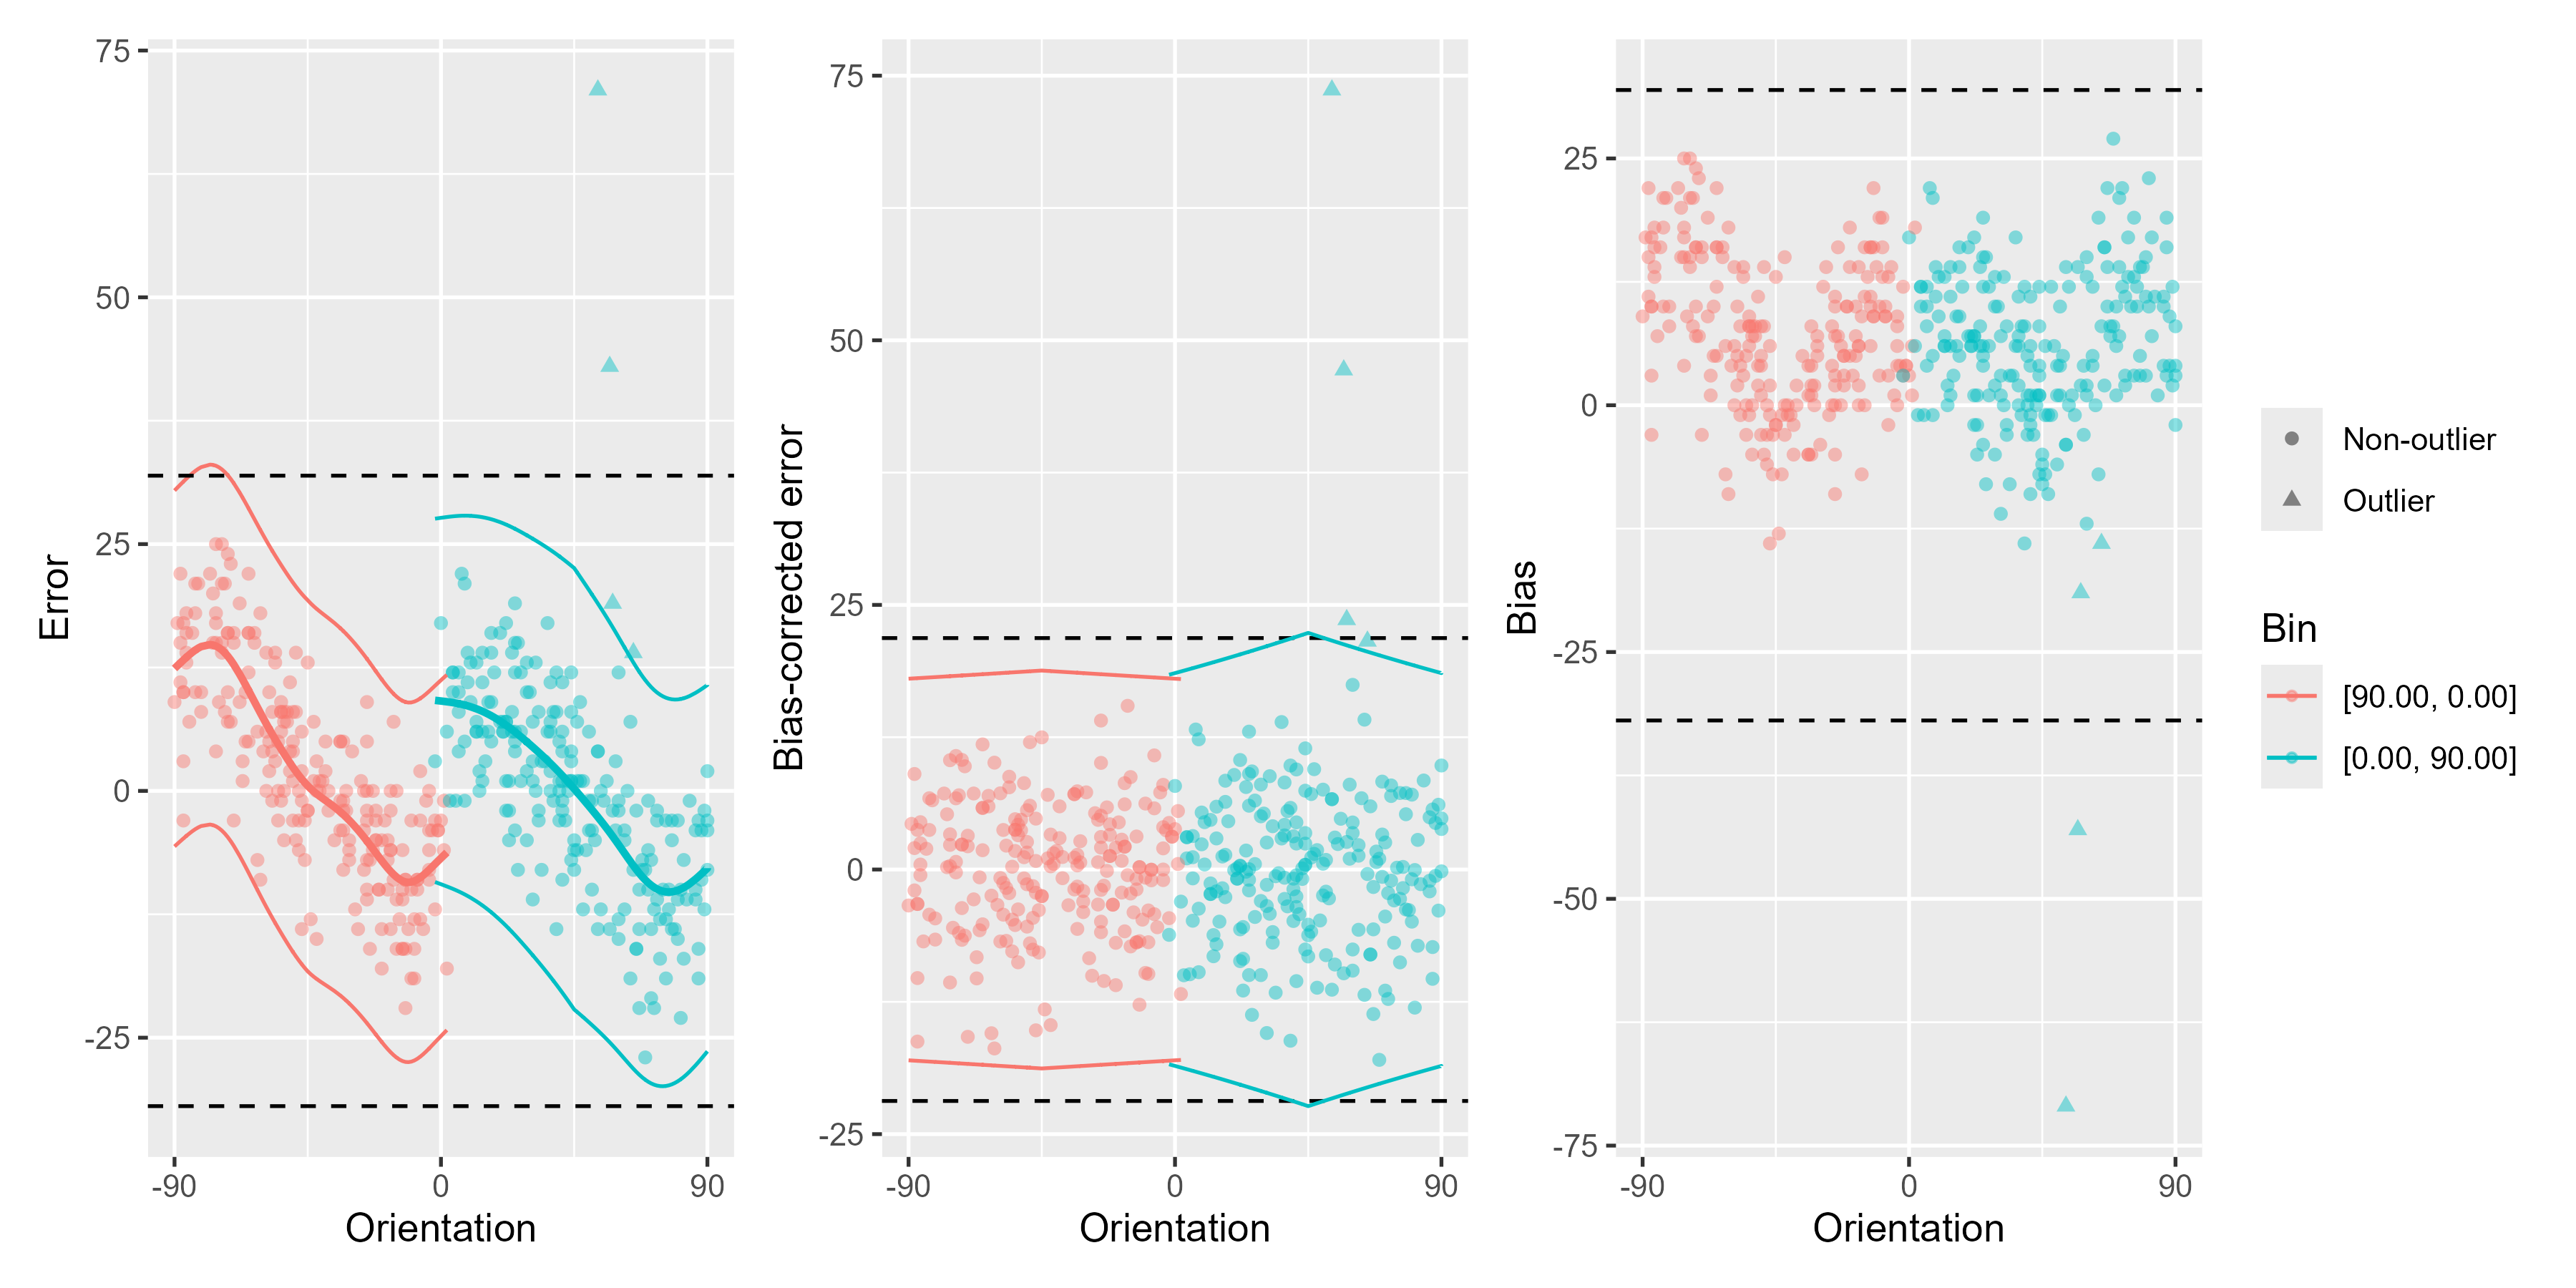 75
50
25
0
-25
Error
-90
0
90
Orientation
75
50
25
0
-25
Bias-corrected error
-90
0
90
Orientation
25
0
-25
-50
-75
Bias
-90
0
90
Orientation
Non-outlier
Outlier
Bin
[90.00, 0.00]
[0.00, 90.00]